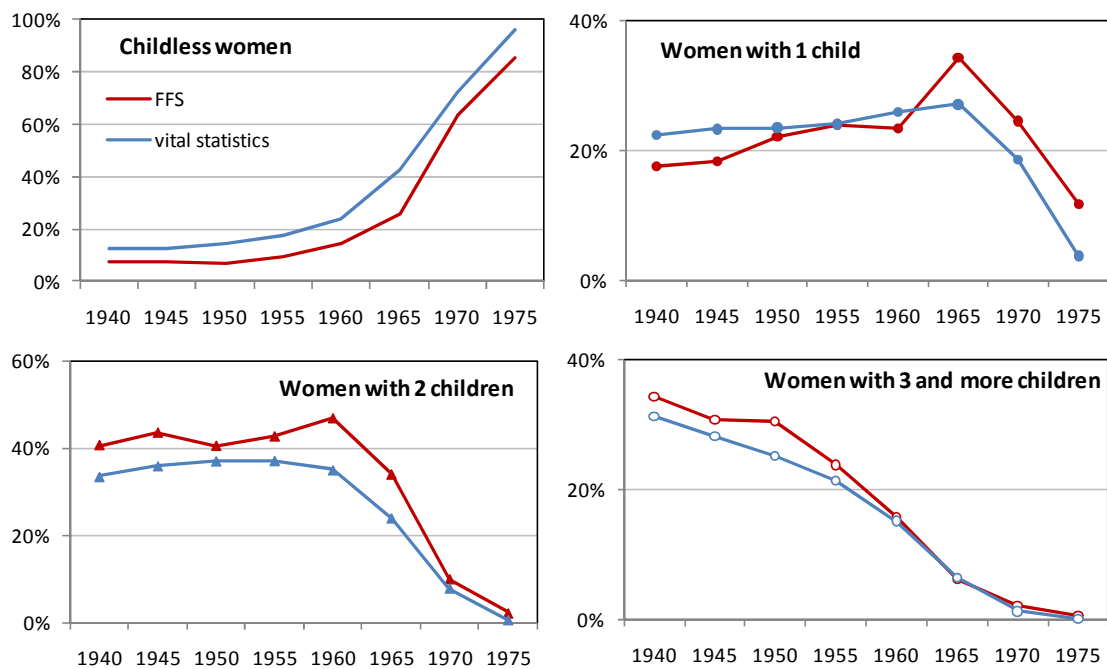 Childless women
100%
80%
60%
40%
20%
0%
FFS
vital statistics
1940 1945 1950 1955 1960 1965 1970 1975
Women with 1 child
40%
20%
0%
1940 1945 1950 1955 1960 1965 1970 1975
Women with 2 children
60%
40%
20%
0%
1940 1945 1950 1955 1960 1965 1970 1975
Women with 3 and more children
40%
20%
0%
1940 1945 1950 1955 1960 1965 1970 1975